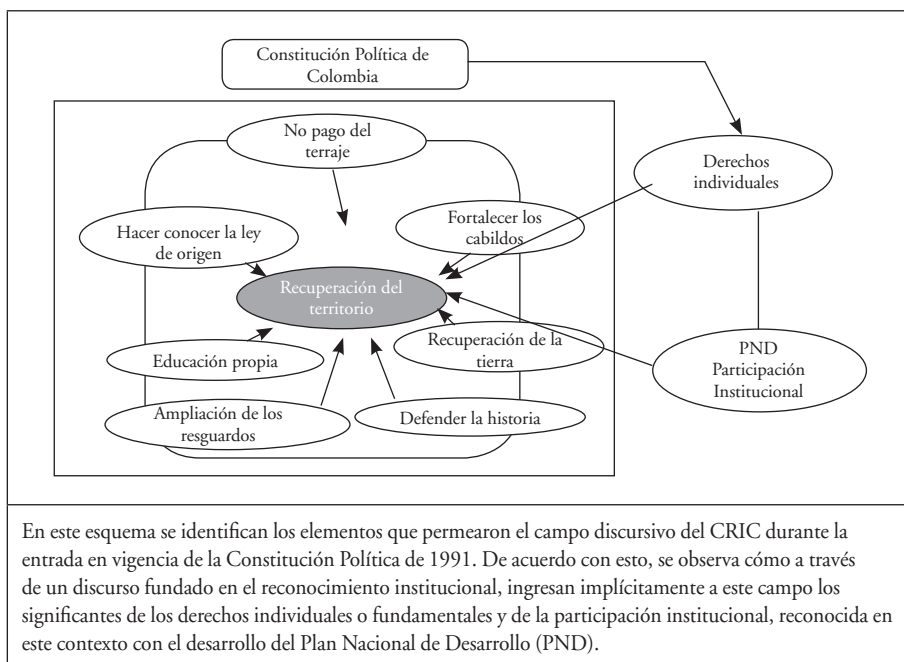 Constitución Política de
Colombia
No pago del
terraje
Derechos
individuales
Hacer conocer la ley
de origen
Fortalecer los
cabildos
Recuperación del
territorio
Educación propia
Recuperación de la
tierra
PND
Participación
Institucional
Ampliación de los
resguardos
Defender la historia
En este esquema se identifican los elementos que permearon el campo discursivo del CRIC durante la
entrada en vigencia de la Constitución Política de 1991. De acuerdo con esto, se observa cómo a través
de un discurso fundado en el reconocimiento institucional, ingresan implícitamente a este campo los
significantes de los derechos individuales o fundamentales y de la participación institucional, reconocida en
este contexto con el desarrollo del Plan Nacional de Desarrollo (PND).